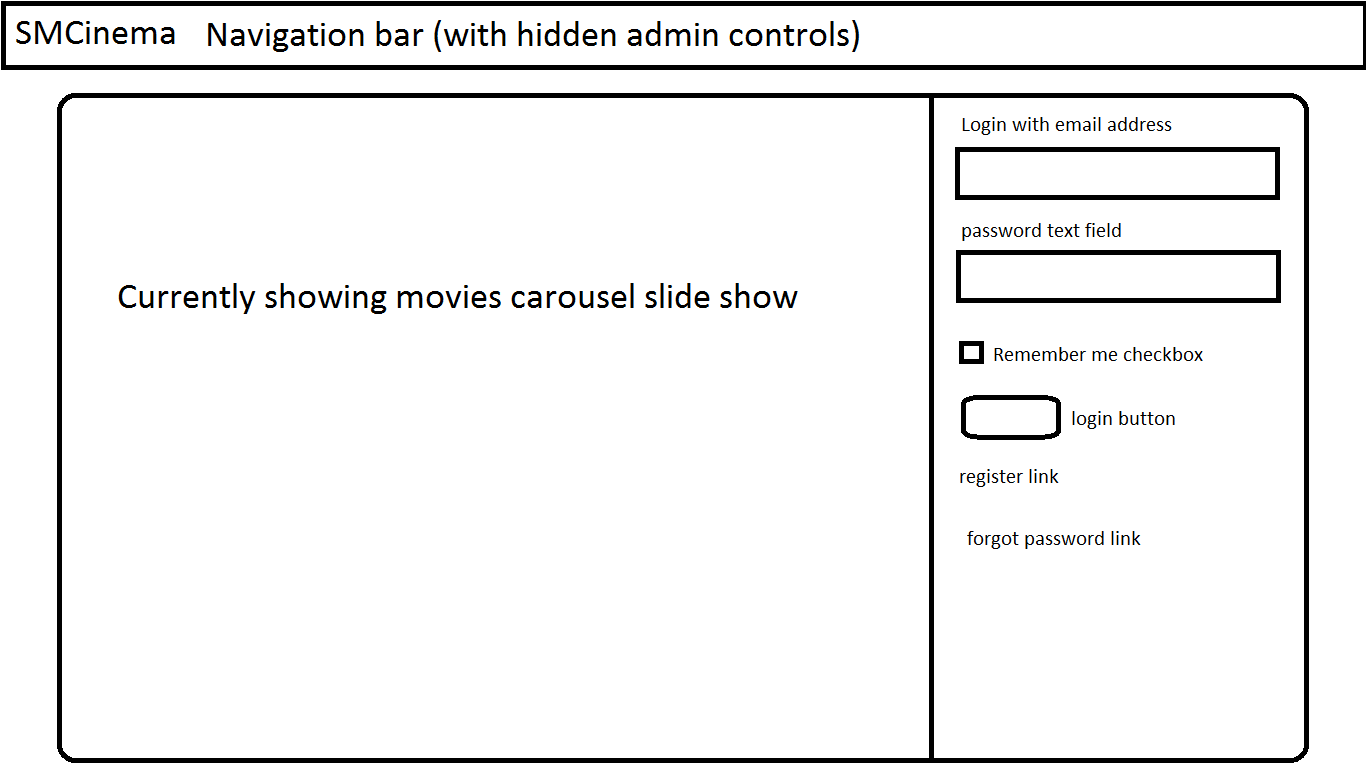 SMCinema Navigation bar (with hidden admin controls)
Currently showing movies carousel slide show
Login with email address
password text field
Remember me checkbox
login button
register link
forgot password link